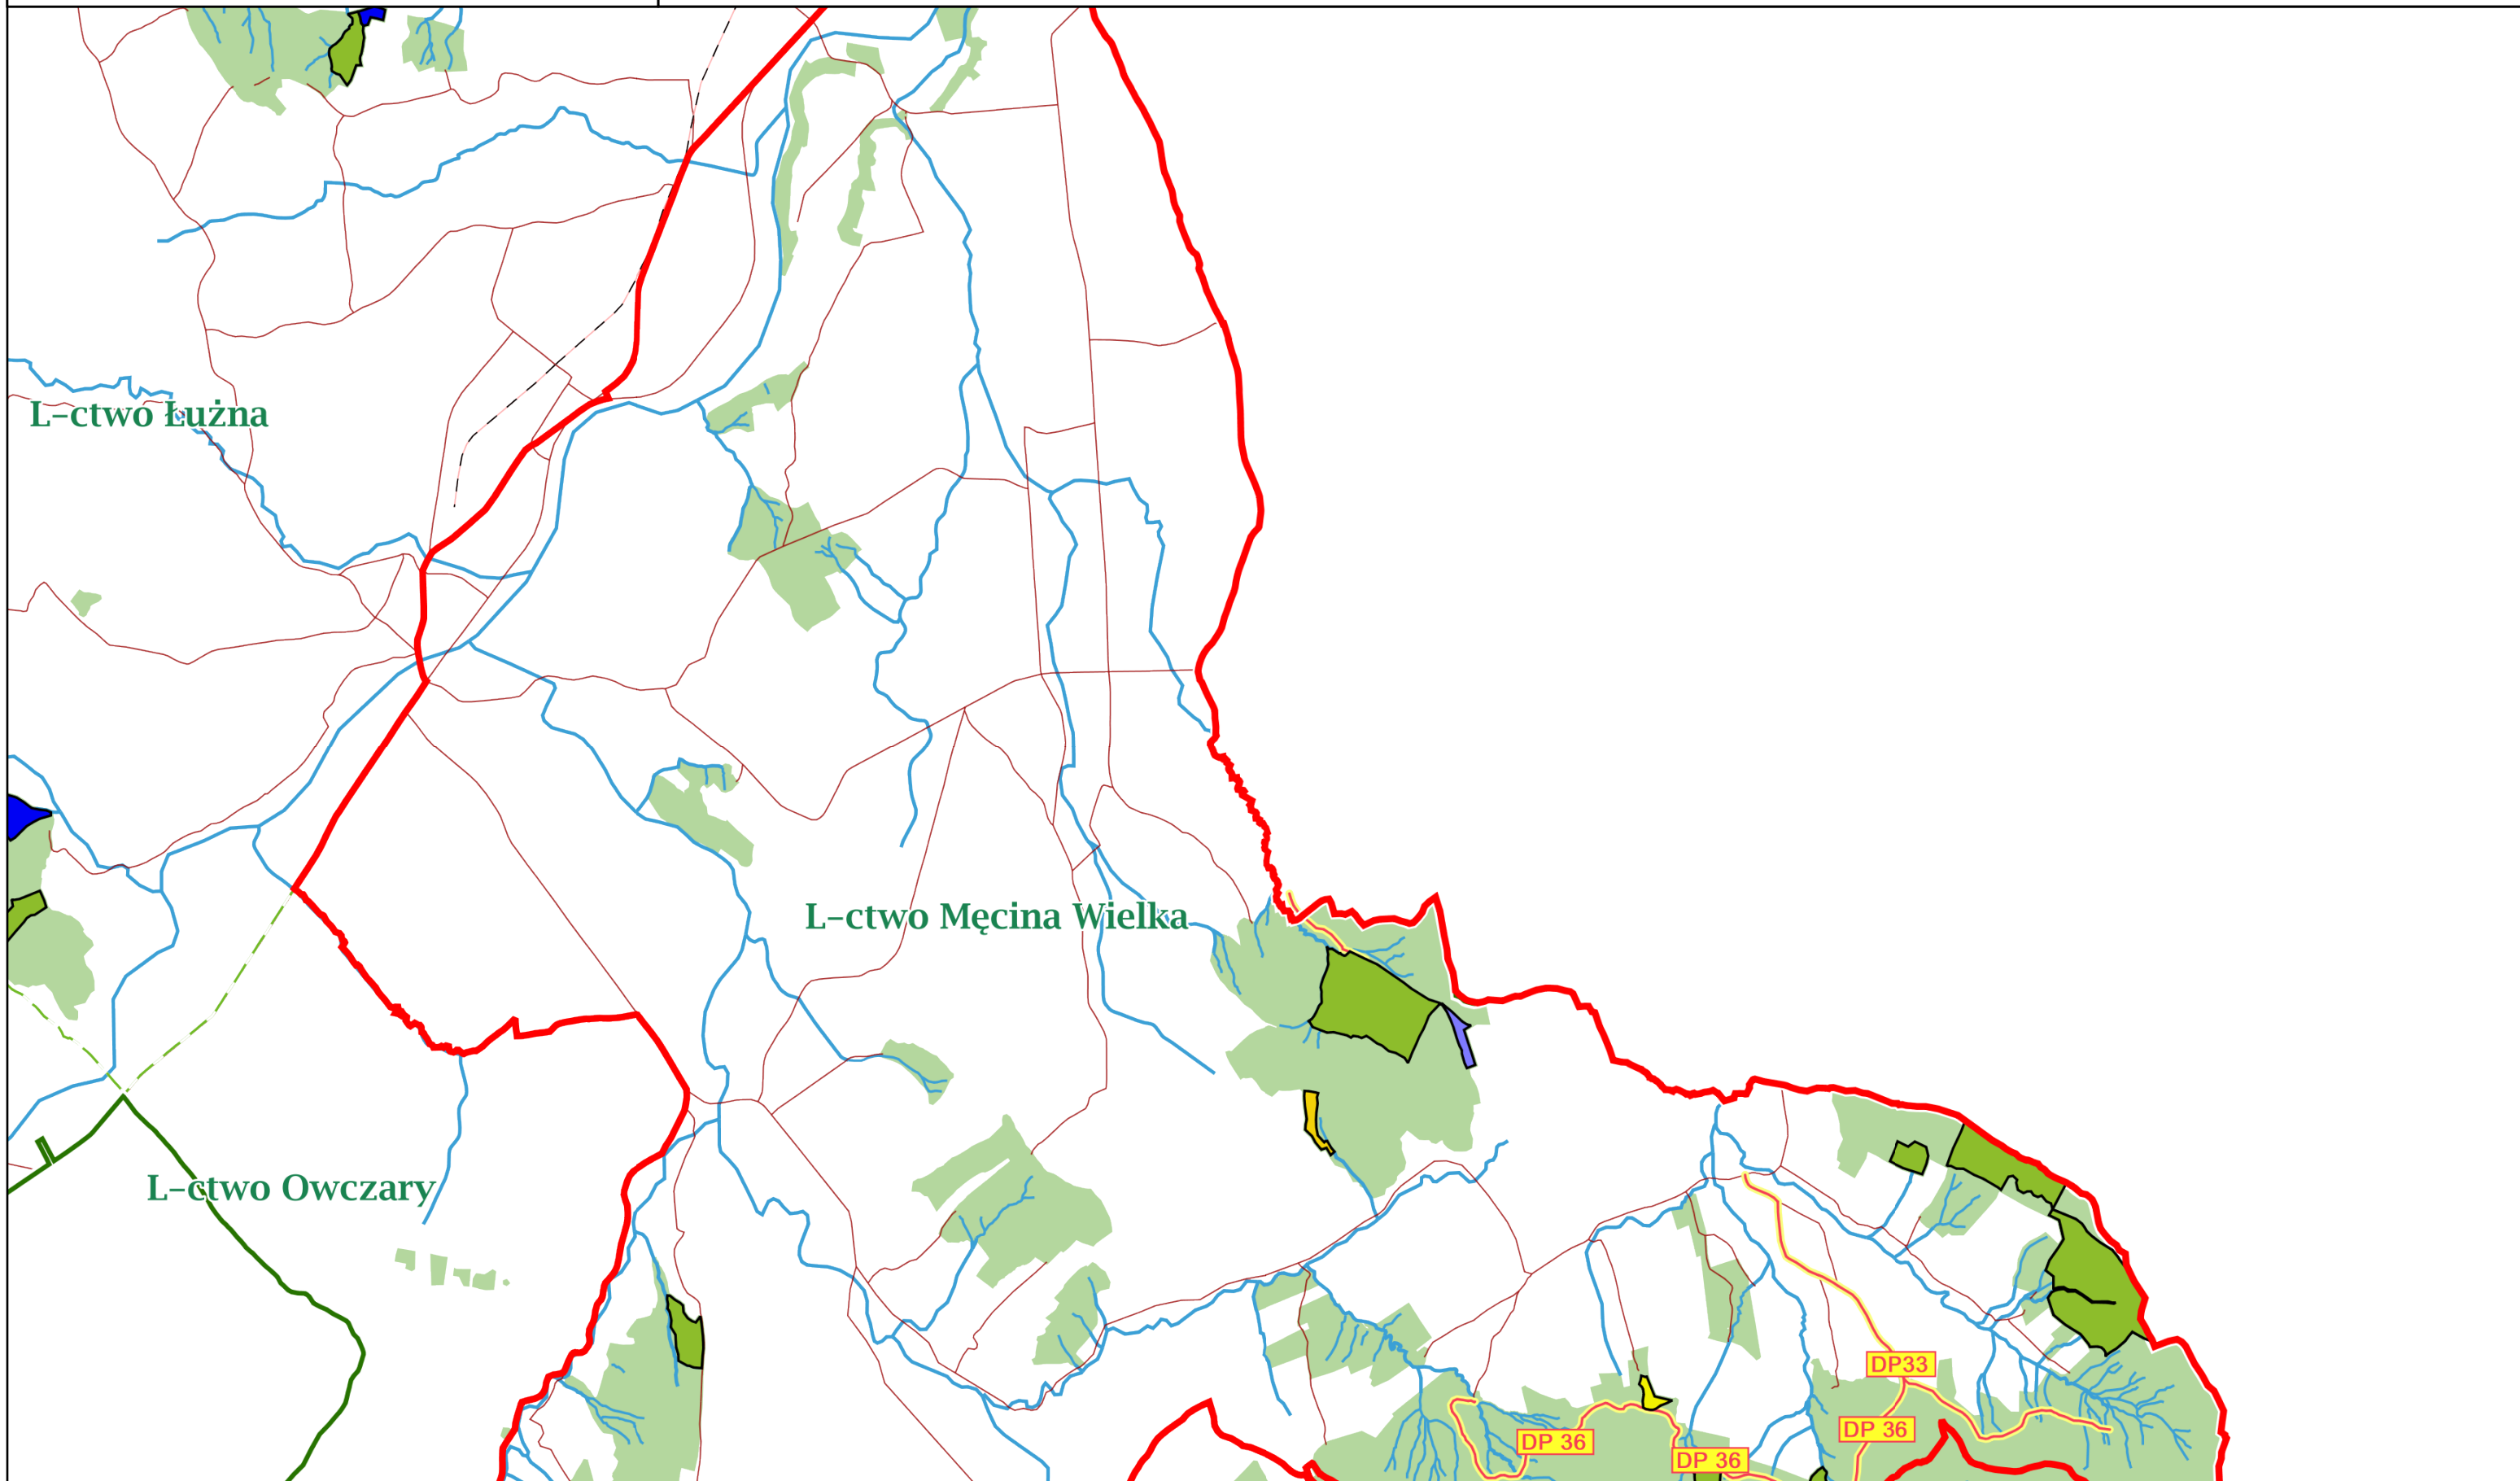 L–ctwo Łużna
L–ctwo Męcina Wielka
L–ctwo Owczary
DP33
DP 36
DP 36
DP 36